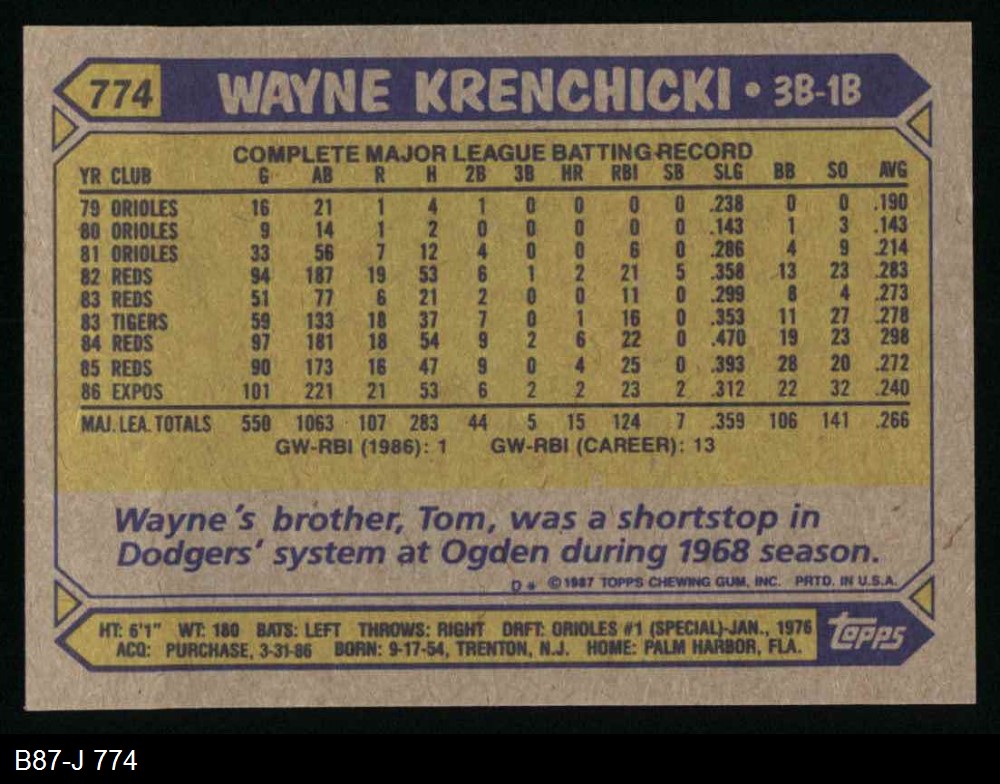 774 WAYNE KRENCHICKI • 3B-1B
COMPLETE MAJOR LEAGUE BATTING RECORD
YR CLUB G AB R H 2B 3B HR RBI SB SLG BB SO AVG
79 ORIOLES 16 21 1 4 1 0 0 0 0 .238 0 0 .190
80 ORIOLES 9 14 1 2 0 0 0 0 0 .143 1 3 .143
81 ORIOLES 33 56 7 12 4 0 0 6 0 .286 4 9 .214
82 REDS 94 187 19 53 6 1 2 21 5 .358 13 23 .283
83 REDS 51 77 6 21 2 0 0 11 0 .299 8 4 .273
83 TIGERS 59 133 18 37 7 0 1 16 0 .353 11 27 .278
84 REDS 97 181 18 54 9 2 6 22 0 .470 19 23 .298
85 REDS 90 173 16 47 9 0 4 25 0 .393 28 20 .272
86 EXPOS 101 221 21 53 6 2 2 23 2 .312 22 32 .240
MAJ. LEA. TOTALS 550 1063 107 283 44 5 15 124 7 .359 106 141 .266
GW-RBI (1986): 1 GW-RBI (CAREER): 13
Wayne's brother, Tom, was a shortstop in
Dodgers' system at Ogden during 1968 season.
D* ©1987 TOPPS CHEWING GUM, INC. PRTD. IN U.S.A.
HT: 6'1" WT: 180 BATS: LEFT THROWS: RIGHT DRFT: ORIOLES #1 (SPECIAL)-JAN., 1976
ACQ: PURCHASE, 3-31-86 BORN: 9-17-54, TRENTON, N.J. HOME: PALM HARBOR, FLA.
topps
B87-J 774